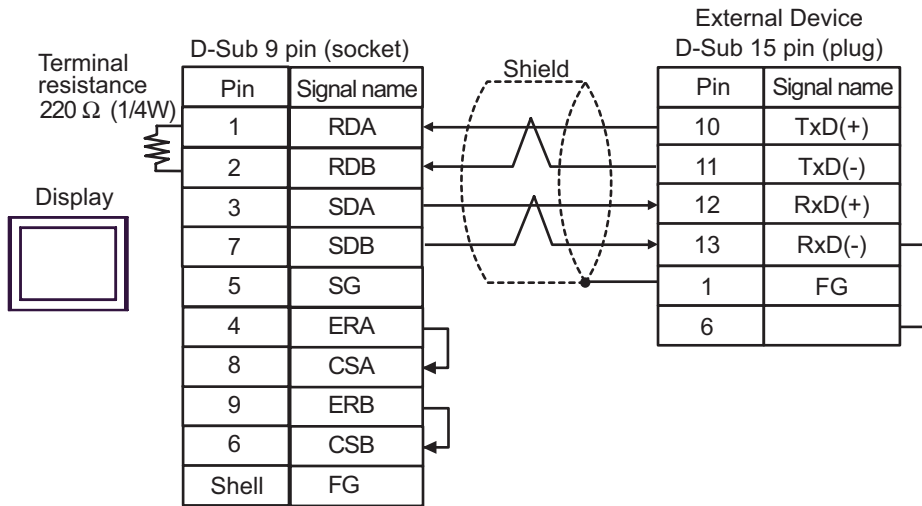 External Device
D-Sub 9 pin (socket)
D-Sub 15 pin (plug)
Terminal
resistance
220 Ω (1/4W)
Shield
Display
Pin Signal name
1 RDA
2 RDB
3 SDA
7 SDB
5 SG
4 ERA
8 CSA
9 ERB
6 CSB
Shell FG
Pin Signal name
10 TxD(+)
11 TxD(-)
12 RxD(+)
13 RxD(-)
1 FG
6